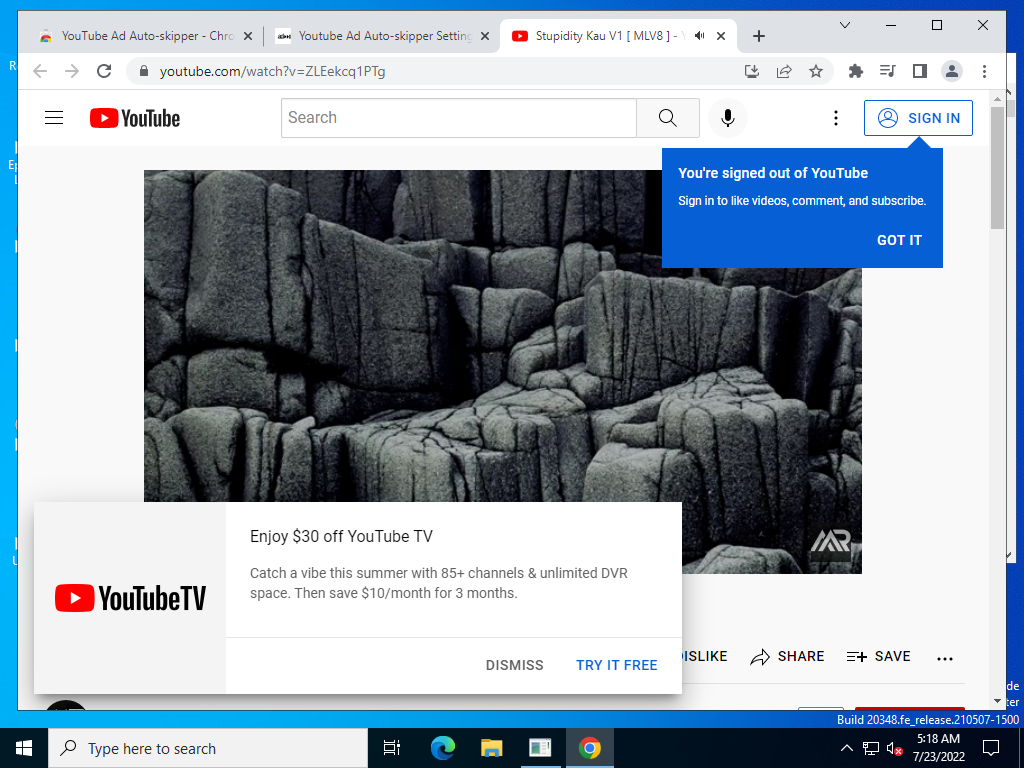 YouTube Ad Auto-skipper - Chro
Youtube Ad Auto-skipper Setting
Stupidity Kau V1 [ MLV8 ] - Y
youtube.com/watch?v=ZLEekcq1PTg
YouTube
Search
SIGN IN
You're signed out of YouTube
Sign in to like videos, comment, and subscribe.
GOT IT
MR
YouTubeTV
Enjoy $30 off YouTube TV
Catch a vibe this summer with 85+ channels & unlimited DVR
space. Then save $10/month for 3 months.
DISMISS
TRY IT FREE
DISLIKE
SHARE
SAVE
Build 20348.fe_release.210507-1500
Type here to search
5:18 AM
7/23/2022